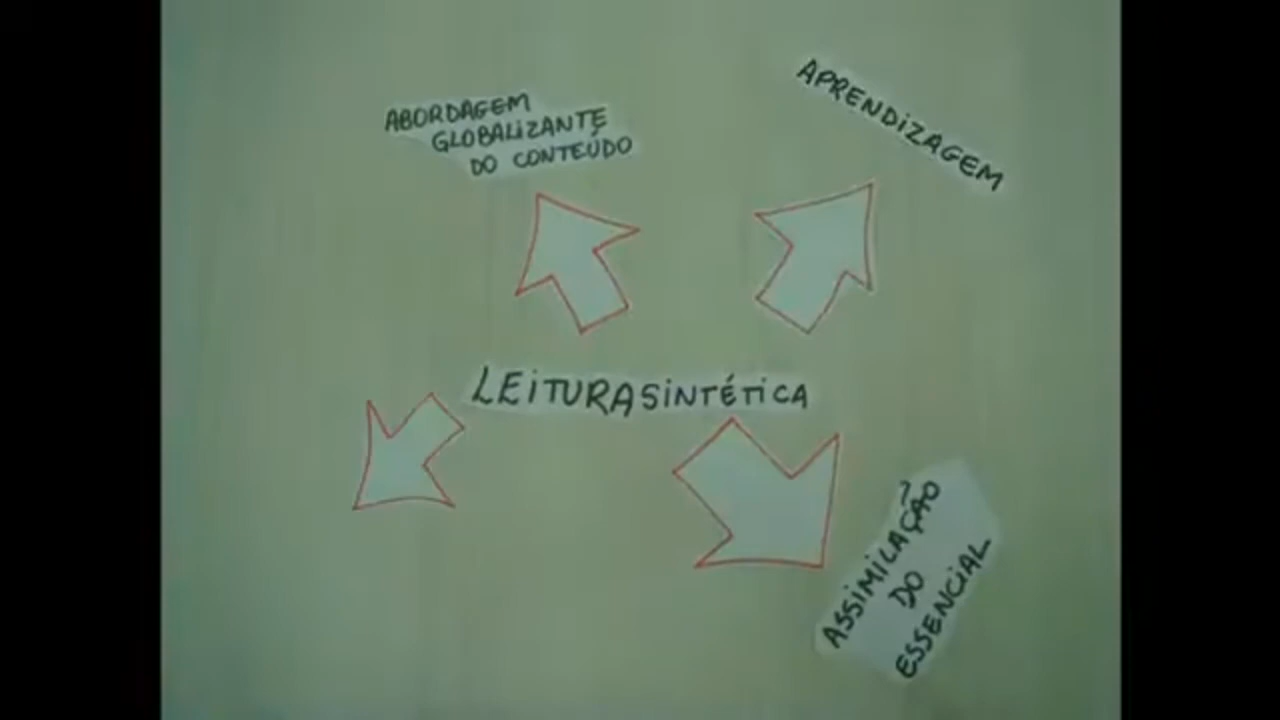 ABORDAGEM
GLOBALIZANTE
DO CONTEÚDO
APRENDIZAGEM
LEITURA SINTÉTICA
ASSIMILAÇÃO
DO
ESSENCIAL